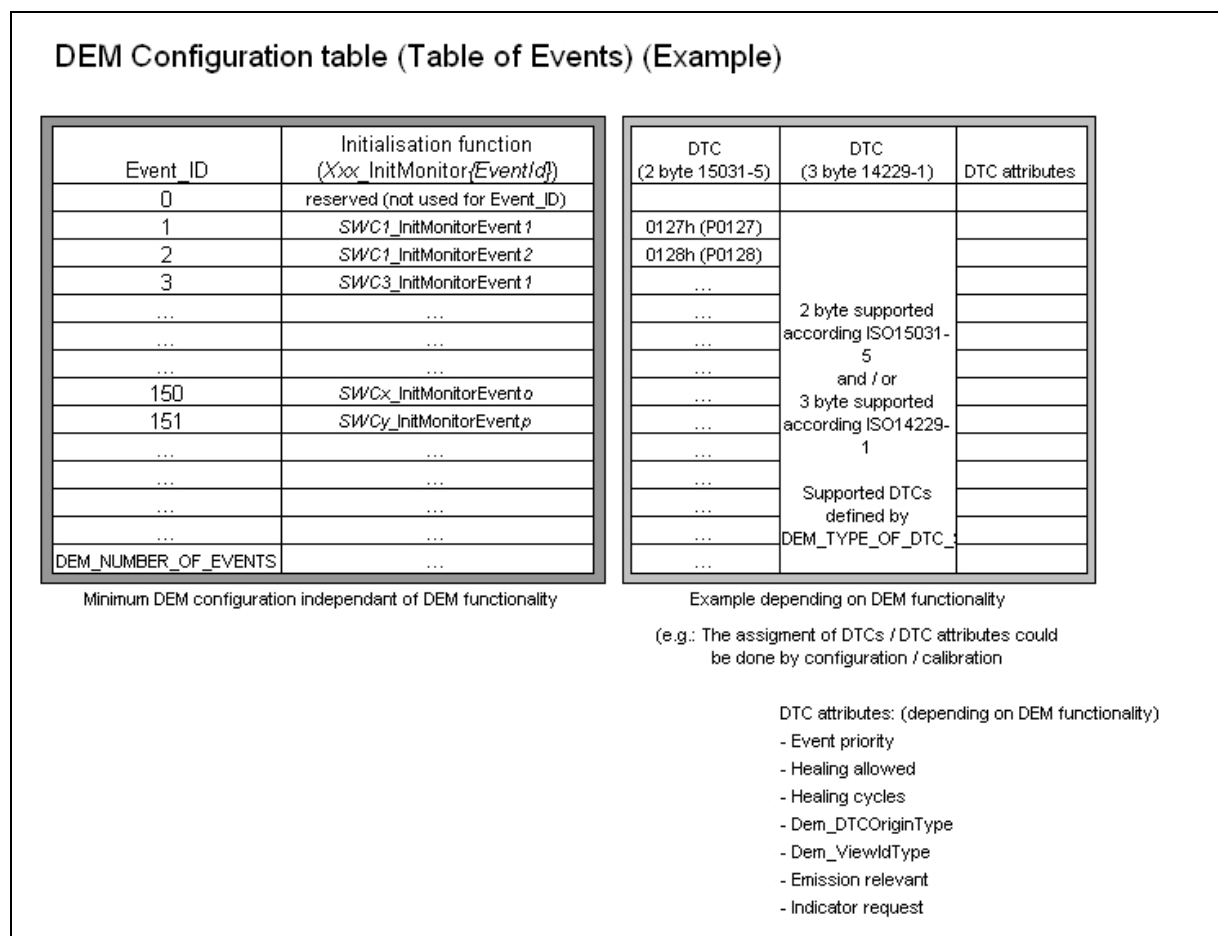 DEM Configuration table (Table of Events) (Example)
Event_ID
Initialisation function
(Xxx_InitMonitor{EventId})
0
reserved (not used for Event_ID)
1
SWC1_InitMonitorEvent1
2
SWC1_InitMonitorEvent2
3
SWC3_InitMonitorEvent1
... ...
... ...
... ...
150
SWCx_InitMonitorEvento
151
SWCy_InitMonitorEventp
... ...
... ...
... ...
... ...
DEM_NUMBER_OF_EVENTS ...
Minimum DEM configuration independant of DEM functionality
DTC
(2 byte 15031-5)
DTC
(3 byte 14229-1)
DTC attributes
0127h (P0127)
0128h (P0128)
...
...
...
...
...
...
...
...
...
...
...
2 byte supported
according ISO15031-
5
and / or
3 byte supported
according ISO14229-
1
Supported DTCs
defined by
DEM_TYPE_OF_DTC_
Example depending on DEM functionality
(e.g.: The assigment of DTCs / DTC attributes could
be done by configuration / calibration
DTC attributes: (depending on DEM functionality)
- Event priority
- Healing allowed
- Healing cycles
- Dem_DTCOriginType
- Dem_ViewIdType
- Emission relevant
- Indicator request